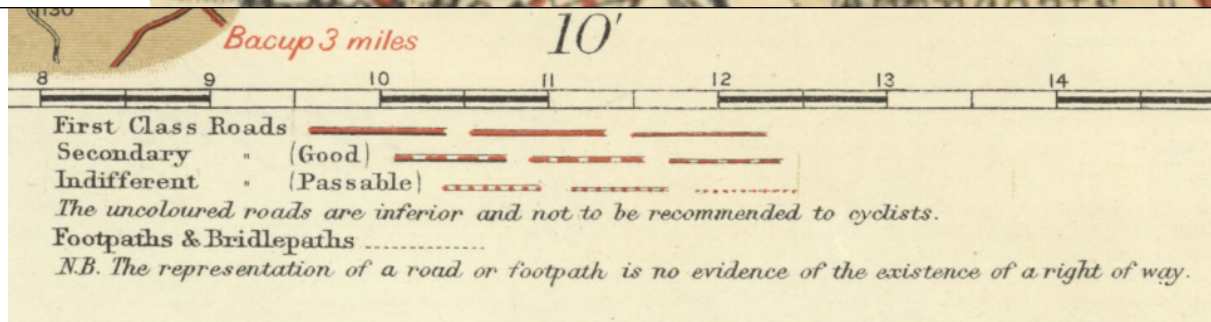 1130
Bacup 3 miles
10'
8 9 10 11 12 13 14
First Class Roads
Secondary " (Good)
Indifferent " (Passable)
The uncoloured roads are inferior and not to be recommended to cyclists.
Footpaths & Bridlepaths
N.B. The representation of a road or footpath is no evidence of the existence of a right of way.